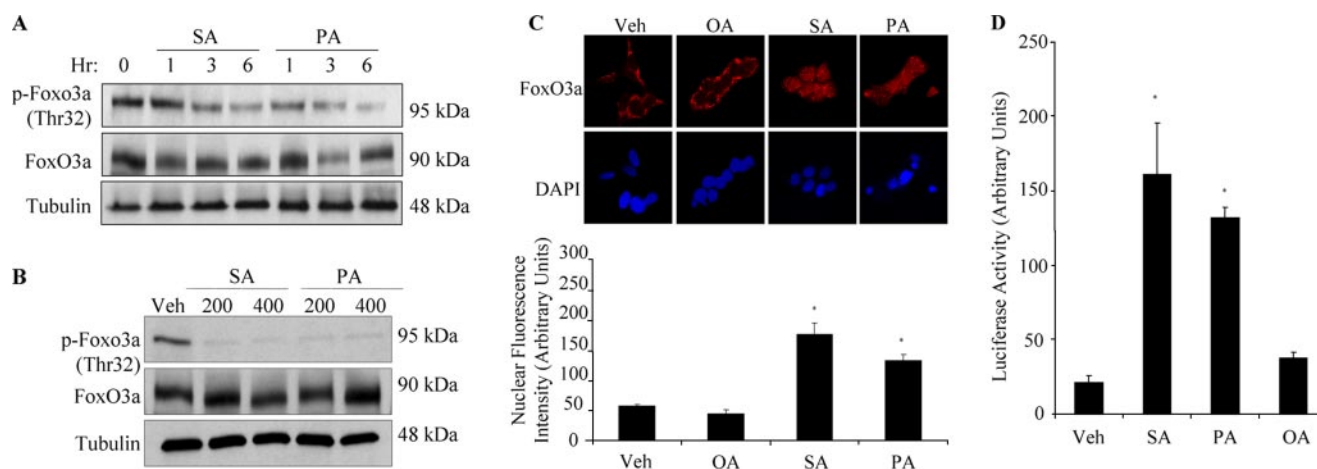 A
SA PA
Hr: 0 1 3 6 1 3 6
p-Foxo3a
(Thr32)
95 kDa
FoxO3a
90 kDa
Tubulin
48 kDa
B
SA PA
Veh 200 400 200 400
p-Foxo3a
(Thr32)
95 kDa
FoxO3a
90 kDa
Tubulin
48 kDa
C
Veh OA SA PA
FoxO3a
DAPI
Nuclear Fluorescence
Intensity (Arbitrary Units)
300
250
200
150
100
50
0
* *
Veh OA SA PA
D
Luciferase Activity (Arbitrary Units)
250
200
150
100
50
0
* *
Veh SA PA OA